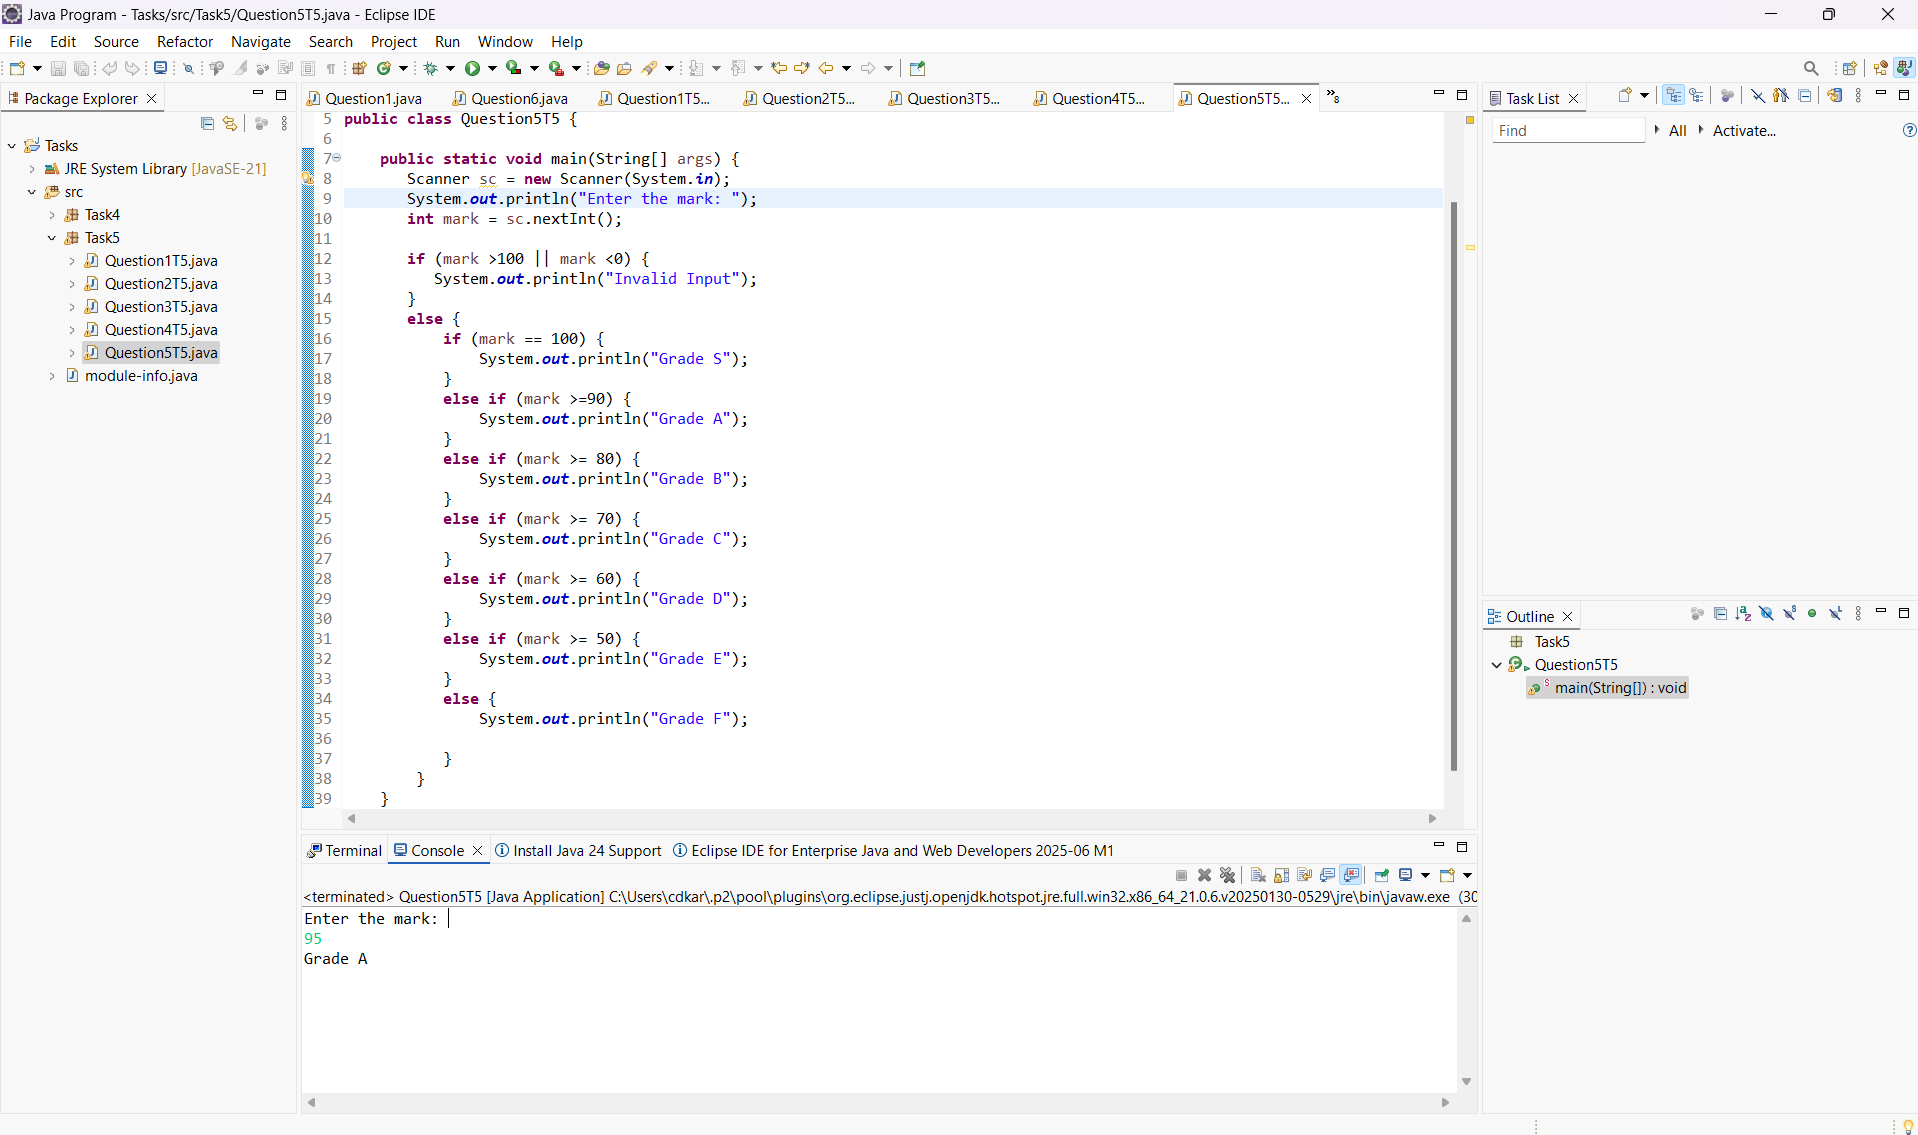 Java Program - Tasks/src/Task5/Question5T5.java - Eclipse IDE
File Edit Source Refactor Navigate Search Project Run Window Help
Package Explorer
Tasks
JRE System Library [JavaSE-21]
src
Task4
Task5
Question1T5.java
Question2T5.java
Question3T5.java
Question4T5.java
Question5T5.java
module-info.java
Question1.java Question6.java Question1T5... Question2T5... Question3T5... Question4T5... Question5T5... »8
5 public class Question5T5 {
6
7 public static void main(String[] args) {
8 Scanner sc = new Scanner(System.in);
9 System.out.println("Enter the mark: ");
10 int mark = sc.nextInt();
11
12 if (mark >100 || mark <0) {
13 System.out.println("Invalid Input");
14 }
15 else {
16 if (mark == 100) {
17 System.out.println("Grade S");
18 }
19 else if (mark >=90) {
20 System.out.println("Grade A");
21 }
22 else if (mark >= 80) {
23 System.out.println("Grade B");
24 }
25 else if (mark >= 70) {
26 System.out.println("Grade C");
27 }
28 else if (mark >= 60) {
29 System.out.println("Grade D");
30 }
31 else if (mark >= 50) {
32 System.out.println("Grade E");
33 }
34 else {
35 System.out.println("Grade F");
36
37 }
38 }
39 }
Terminal Console Install Java 24 Support Eclipse IDE for Enterprise Java and Web Developers 2025-06 M1
<terminated> Question5T5 [Java Application] C:\Users\cdkar\.p2\pool\plugins\org.eclipse.justj.openjdk.hotspot.jre.full.win32.x86_64_21.0.6.v20250130-0529\jre\bin\javaw.exe (30
Enter the mark:
95
Grade A
Task List
Find All Activate...
Outline
Task5
Question5T5
main(String[]) : void